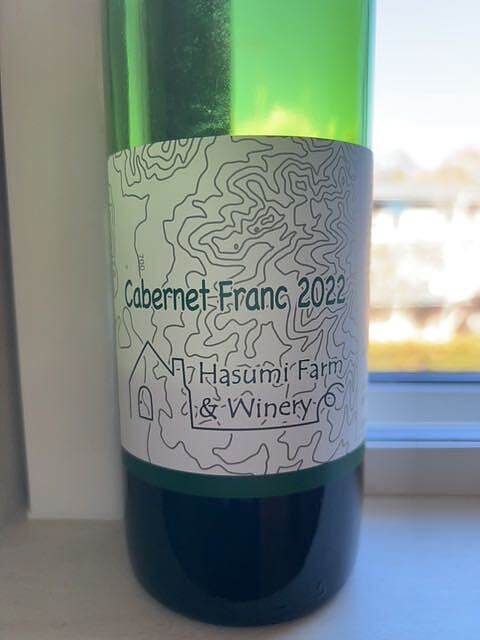 Cabernet Franc 2022
Hasumi Farm
& Winery